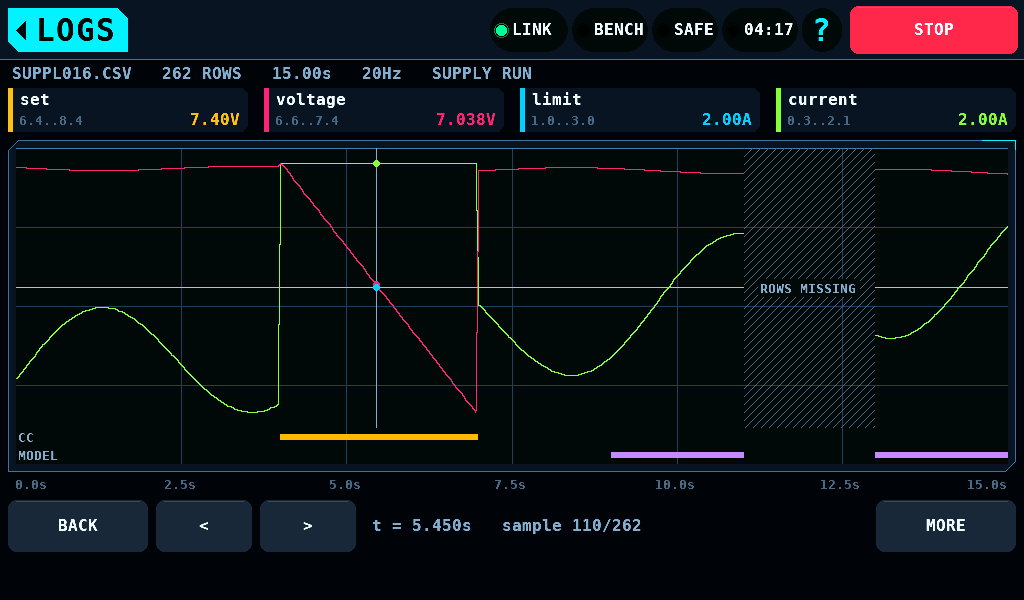 LOGS LINK BENCH SAFE 04:17 ? STOP
SUPPL016.CSV 262 ROWS 15.00s 20Hz SUPPLY RUN
set voltage limit current
6.4..8.4 7.40V 6.6..7.4 7.038V 1.0..3.0 2.00A 0.3..2.1 2.00A
ROWS MISSING
CC
MODEL
0.0s 2.5s 5.0s 7.5s 10.0s 12.5s 15.0s
BACK < > t = 5.450s sample 110/262 MORE